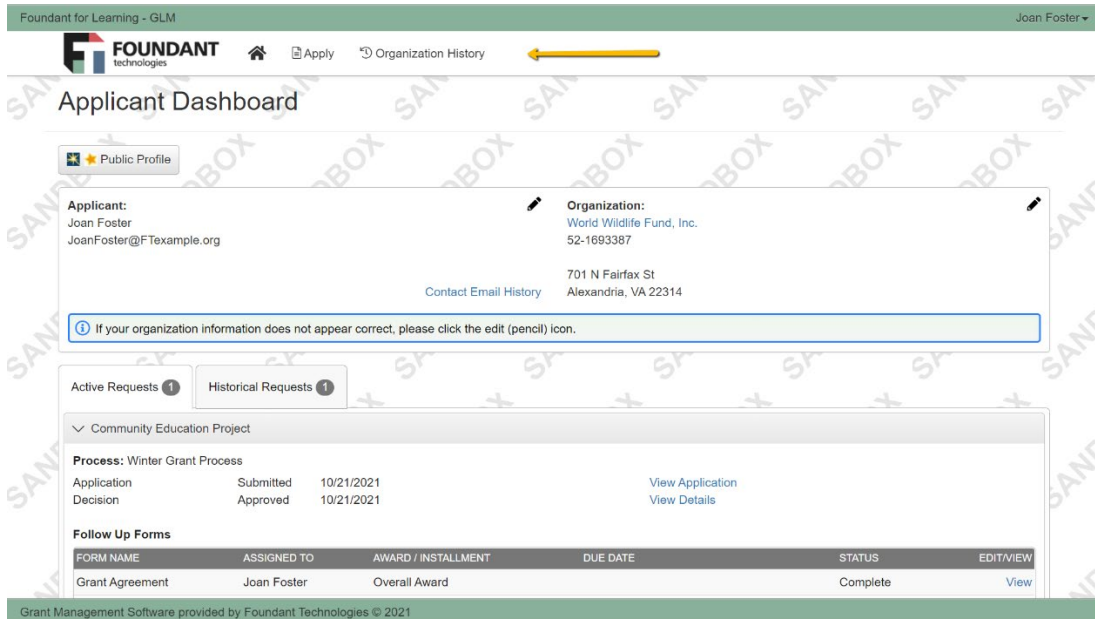 Foundant for Learning - GLM
Joan Foster
FOUNDANT
technologies
Apply
Organization History
Applicant Dashboard
Public Profile
Applicant:
Joan Foster
JoanFoster@FTexample.org
Contact Email History
Organization:
World Wildlife Fund, Inc.
52-1693387
701 N Fairfax St
Alexandria, VA 22314
If your organization information does not appear correct, please click the edit (pencil) icon.
Active Requests 1
Historical Requests 1
Community Education Project
Process: Winter Grant Process
Application Submitted 10/21/2021 View Application
Decision Approved 10/21/2021 View Details
Follow Up Forms
FORM NAME ASSIGNED TO AWARD / INSTALLMENT DUE DATE STATUS EDIT/VIEW
Grant Agreement Joan Foster Overall Award Complete View
Grant Management Software provided by Foundant Technologies © 2021
SANDBOX